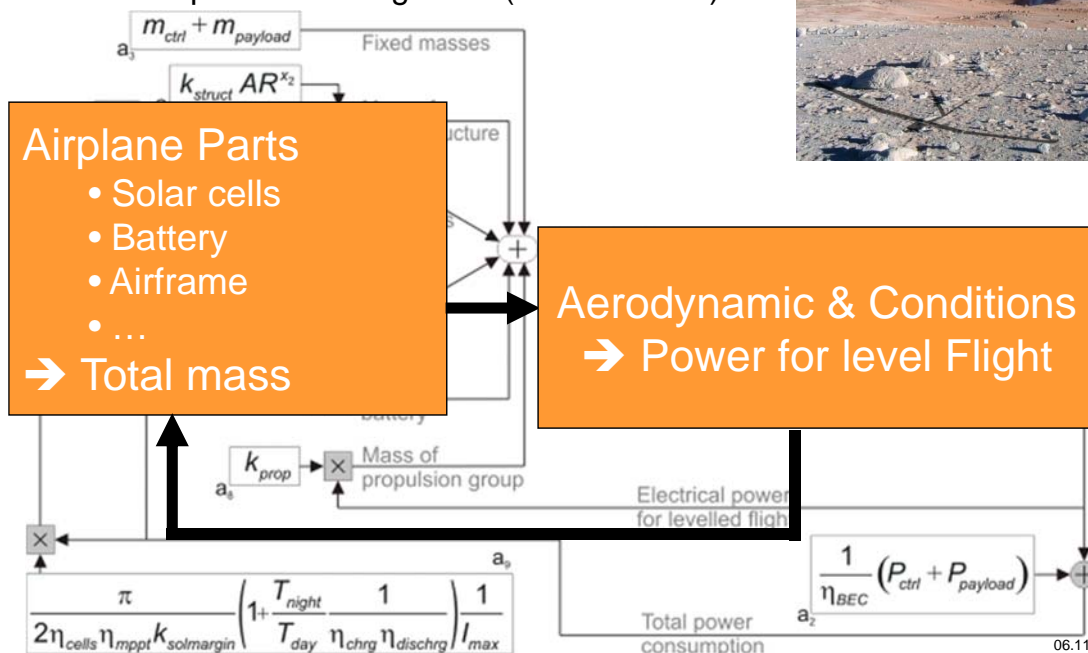 m_ctrl + m_payload
a₃
Fixed masses
k_struct AR^x₂
ucture
Airplane Parts
• Solar cells
• Battery
• Airframe
• ...
➔ Total mass
+
Aerodynamic & Conditions
➔ Power for level Flight
battery
k_prop
×
a₈
Mass of
propulsion group
Electrical power
for levelled fligh
×
a₉
π / (2η_cells η_mppt k_solmargin) (1 + T_night / T_day 1 / (η_chrg η_dischrg)) 1 / I_max
1 / η_BEC (P_ctrl + P_payload)
+
a₂
Total power
consumption
06.11